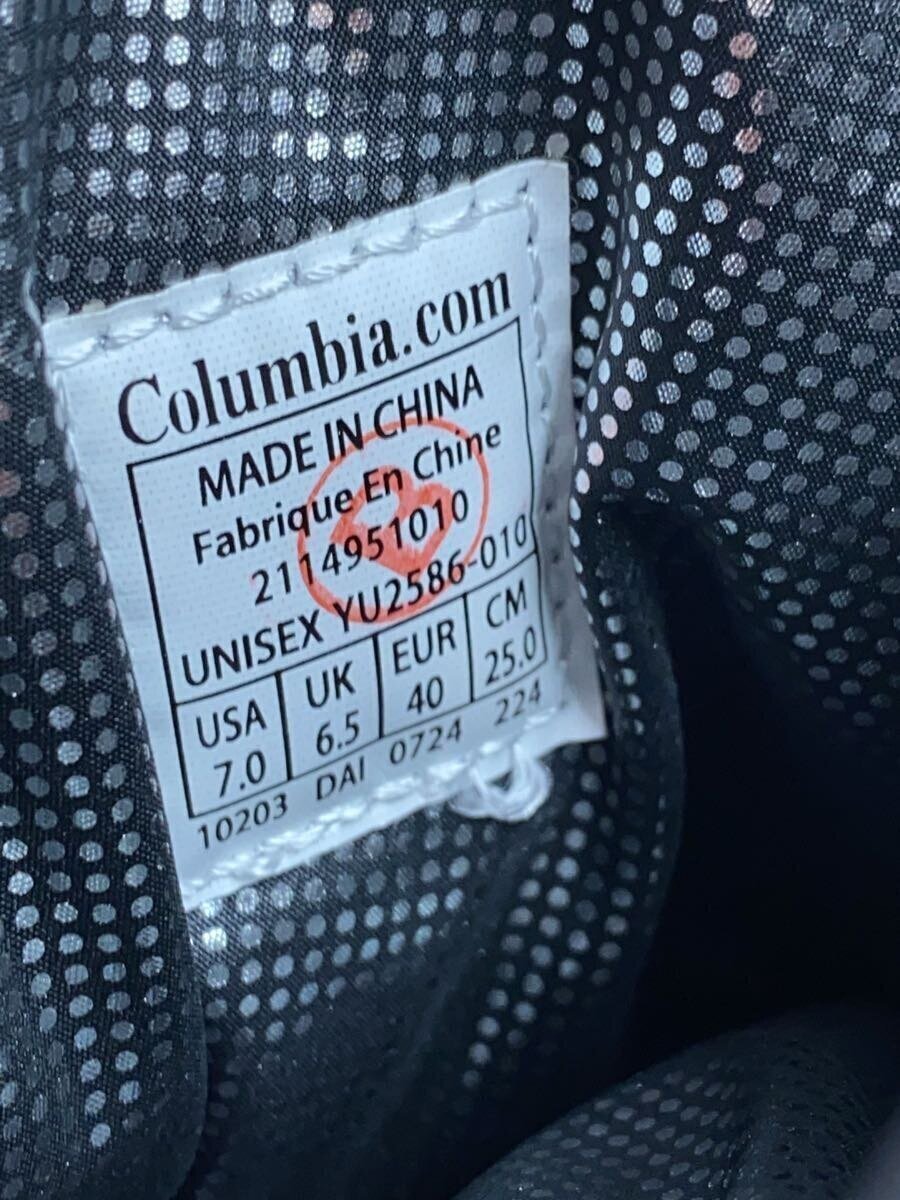 Columbia.com
MADE IN CHINA
Fabrique En Chine
2114951010
UNISEX YU2586-010
USA UK EUR CM
7.0 6.5 40 25.0
10203 DAI 0724 224